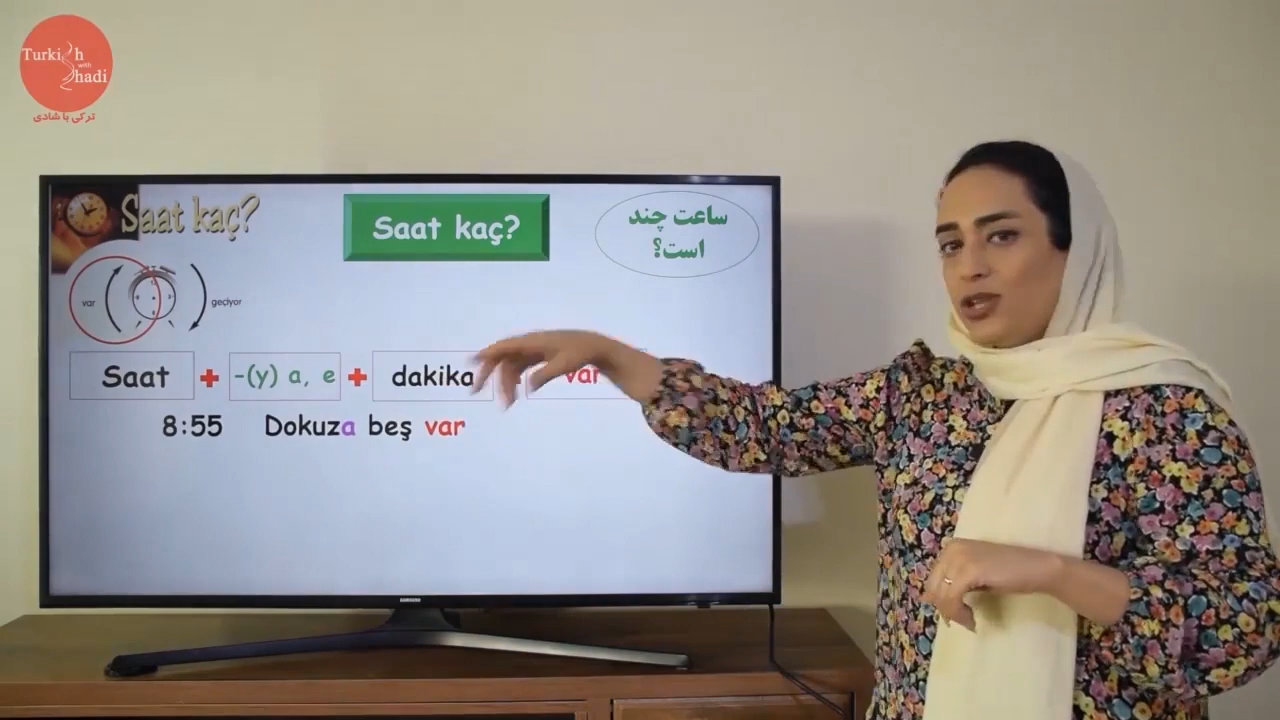 Turkish
with
Shadi
ترکی با شادی
Saat kaç?
Saat kaç?
ساعت چند
است؟
var
geçiyor
Saat + -(y) a, e + dakika + var
8:55 Dokuza beş var
SAMSUNG